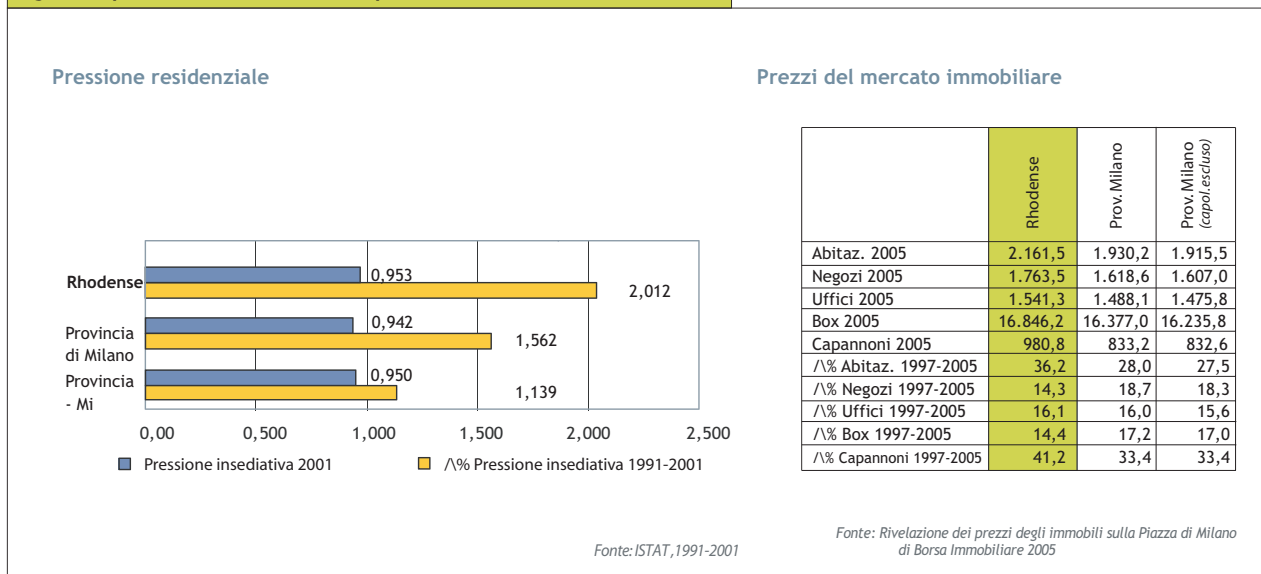 Pressione residenziale
Rhodense
0,953
2,012
Provincia
di Milano
0,942
1,562
Provincia
- Mi
0,950
1,139
0,00 0,500 1,000 1,500 2,000 2,500
Pressione insediativa 2001 /\% Pressione insediativa 1991-2001
Fonte: ISTAT,1991-2001
Prezzi del mercato immobiliare
Rhodense
Prov.Milano
Prov.Milano
(capol.escluso)
Abitaz. 2005 2.161,5 1.930,2 1.915,5
Negozi 2005 1.763,5 1.618,6 1.607,0
Uffici 2005 1.541,3 1.488,1 1.475,8
Box 2005 16.846,2 16.377,0 16.235,8
Capannoni 2005 980,8 833,2 832,6
/\% Abitaz. 1997-2005 36,2 28,0 27,5
/\% Negozi 1997-2005 14,3 18,7 18,3
/\% Uffici 1997-2005 16,1 16,0 15,6
/\% Box 1997-2005 14,4 17,2 17,0
/\% Capannoni 1997-2005 41,2 33,4 33,4
Fonte: Rivelazione dei prezzi degli immobili sulla Piazza di Milano
di Borsa Immobiliare 2005